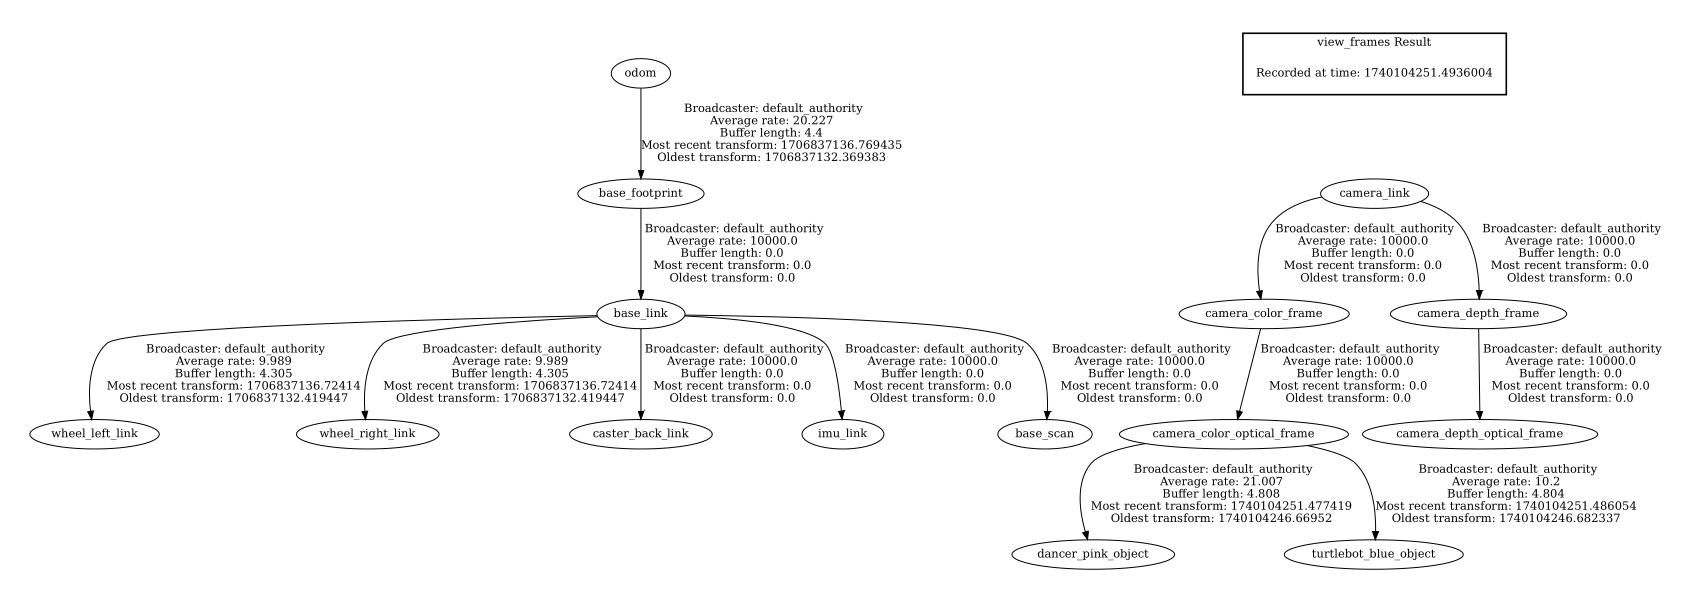 view_frames Result
Recorded at time: 1740104251.4936004
odom
Broadcaster: default_authority
Average rate: 20.227
Buffer length: 4.4
Most recent transform: 1706837136.769435
Oldest transform: 1706837132.369383
base_footprint
camera_link
Broadcaster: default_authority
Average rate: 10000.0
Buffer length: 0.0
Most recent transform: 0.0
Oldest transform: 0.0
Broadcaster: default_authority
Average rate: 10000.0
Buffer length: 0.0
Most recent transform: 0.0
Oldest transform: 0.0
Broadcaster: default_authority
Average rate: 10000.0
Buffer length: 0.0
Most recent transform: 0.0
Oldest transform: 0.0
base_link
camera_color_frame
camera_depth_frame
Broadcaster: default_authority
Average rate: 9.989
Buffer length: 4.305
Most recent transform: 1706837136.72414
Oldest transform: 1706837132.419447
Broadcaster: default_authority
Average rate: 9.989
Buffer length: 4.305
Most recent transform: 1706837136.72414
Oldest transform: 1706837132.419447
Broadcaster: default_authority
Average rate: 10000.0
Buffer length: 0.0
Most recent transform: 0.0
Oldest transform: 0.0
Broadcaster: default_authority
Average rate: 10000.0
Buffer length: 0.0
Most recent transform: 0.0
Oldest transform: 0.0
Broadcaster: default_authority
Average rate: 10000.0
Buffer length: 0.0
Most recent transform: 0.0
Oldest transform: 0.0
Broadcaster: default_authority
Average rate: 10000.0
Buffer length: 0.0
Most recent transform: 0.0
Oldest transform: 0.0
Broadcaster: default_authority
Average rate: 10000.0
Buffer length: 0.0
Most recent transform: 0.0
Oldest transform: 0.0
wheel_left_link
wheel_right_link
caster_back_link
imu_link
base_scan
camera_color_optical_frame
camera_depth_optical_frame
Broadcaster: default_authority
Average rate: 21.007
Buffer length: 4.808
Most recent transform: 1740104251.477419
Oldest transform: 1740104246.66952
Broadcaster: default_authority
Average rate: 10.2
Buffer length: 4.804
Most recent transform: 1740104251.486054
Oldest transform: 1740104246.682337
dancer_pink_object
turtlebot_blue_object